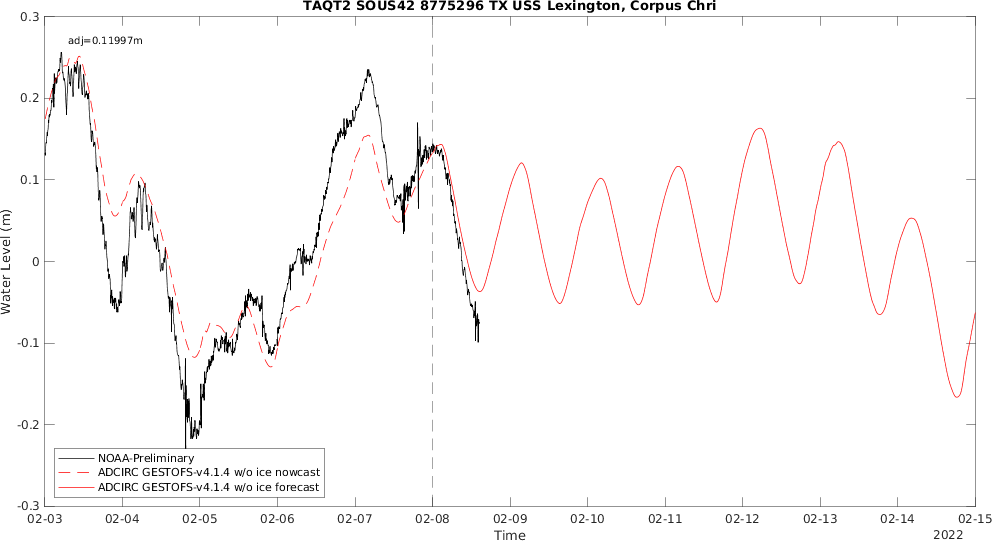 TAQT2 SOUS42 8775296 TX USS Lexington, Corpus Chri
adj=0.11997m
Water Level (m)
0.3
0.2
0.1
0
-0.1
-0.2
-0.3
NOAA-Preliminary
ADCIRC GESTOFS-v4.1.4 w/o ice nowcast
ADCIRC GESTOFS-v4.1.4 w/o ice forecast
02-03 02-04 02-05 02-06 02-07 02-08 02-09 02-10 02-11 02-12 02-13 02-14 02-15
Time
2022